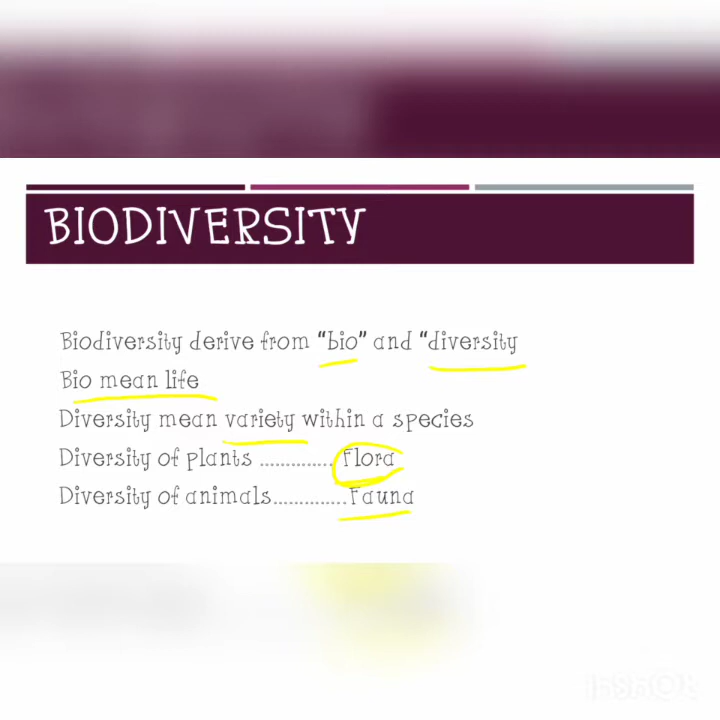 BIODIVERSITY
Biodiversity derive from “bio” and “diversity
Bio mean life
Diversity mean variety within a species
Diversity of plants .............. Flora
Diversity of animals.............Fauna